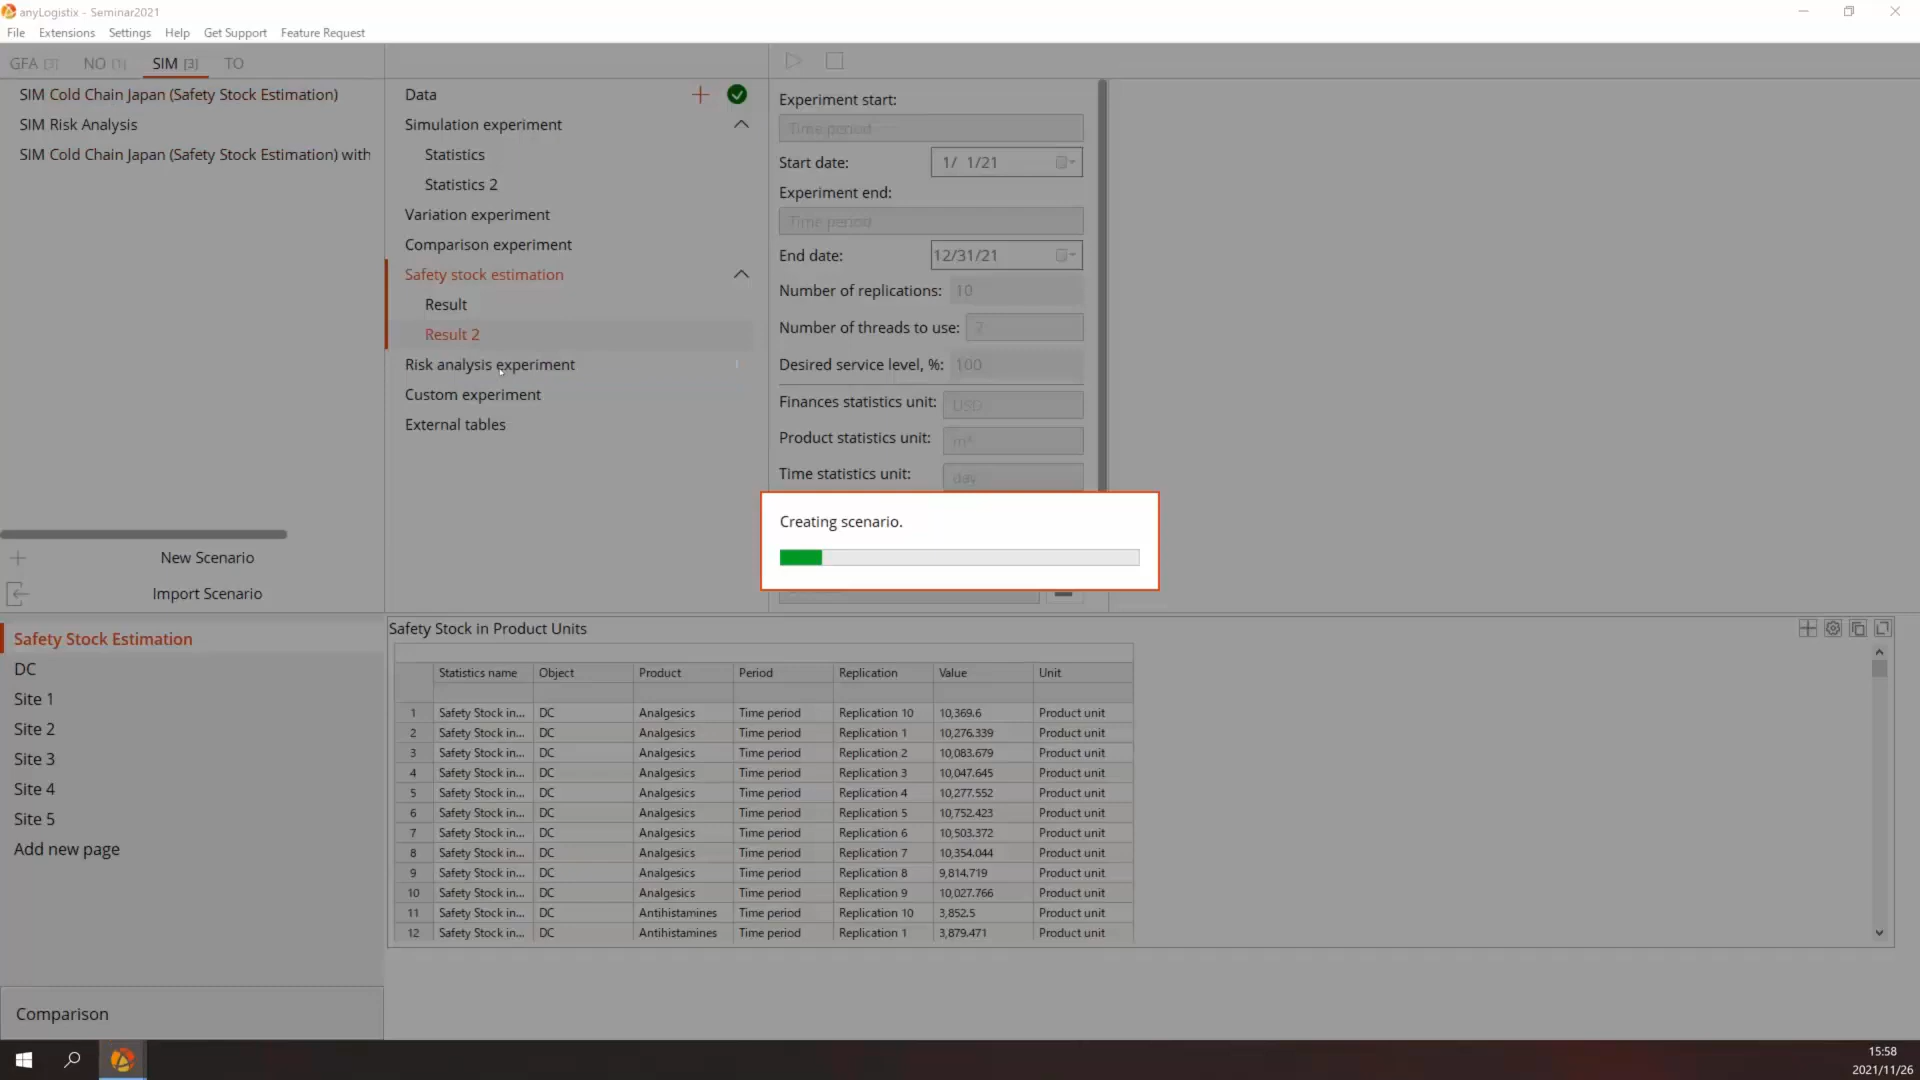 anyLogistix - Seminar2021
File Extensions Settings Help Get Support Feature Request
GFA [3] NO [1] SIM [3] TO
SIM Cold Chain Japan (Safety Stock Estimation)
SIM Risk Analysis
SIM Cold Chain Japan (Safety Stock Estimation) with
New Scenario
Import Scenario
Data
Simulation experiment
Statistics
Statistics 2
Variation experiment
Comparison experiment
Safety stock estimation
Result
Result 2
Risk analysis experiment
Custom experiment
External tables
Experiment start:
Time period
Start date: 1/ 1/21
Experiment end:
Time period
End date: 12/31/21
Number of replications: 10
Number of threads to use: 7
Desired service level, %: 100
Finances statistics unit: USD
Product statistics unit: m³
Time statistics unit: day
Creating scenario.
Safety Stock Estimation
DC
Site 1
Site 2
Site 3
Site 4
Site 5
Add new page
Comparison
Safety Stock in Product Units
Statistics name Object Product Period Replication Value Unit
1 Safety Stock in... DC Analgesics Time period Replication 10 10,369.6 Product unit
2 Safety Stock in... DC Analgesics Time period Replication 1 10,276.339 Product unit
3 Safety Stock in... DC Analgesics Time period Replication 2 10,083.679 Product unit
4 Safety Stock in... DC Analgesics Time period Replication 3 10,047.645 Product unit
5 Safety Stock in... DC Analgesics Time period Replication 4 10,277.552 Product unit
6 Safety Stock in... DC Analgesics Time period Replication 5 10,752.423 Product unit
7 Safety Stock in... DC Analgesics Time period Replication 6 10,503.372 Product unit
8 Safety Stock in... DC Analgesics Time period Replication 7 10,354.044 Product unit
9 Safety Stock in... DC Analgesics Time period Replication 8 9,814.719 Product unit
10 Safety Stock in... DC Analgesics Time period Replication 9 10,027.766 Product unit
11 Safety Stock in... DC Antihistamines Time period Replication 10 3,852.5 Product unit
12 Safety Stock in... DC Antihistamines Time period Replication 1 3,879.471 Product unit
15:58
2021/11/26